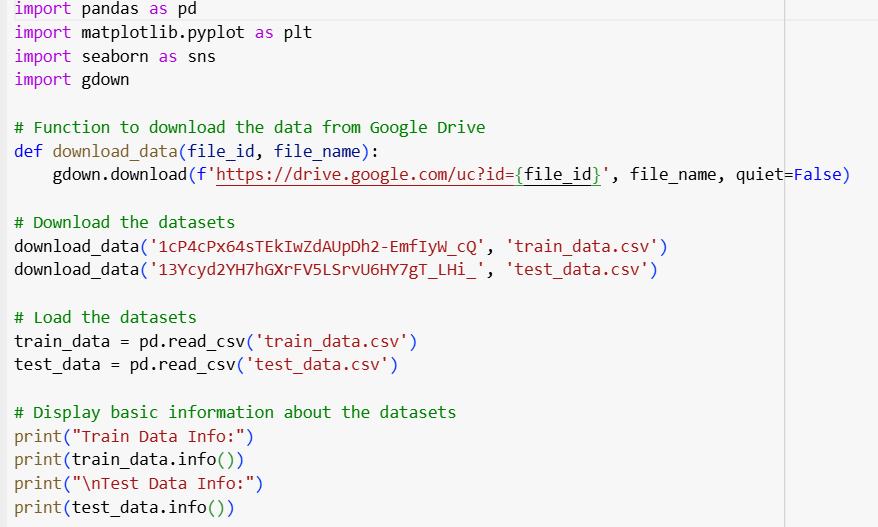 import pandas as pd
import matplotlib.pyplot as plt
import seaborn as sns
import gdown
# Function to download the data from Google Drive
def download_data(file_id, file_name):
    gdown.download(f'https://drive.google.com/uc?id={file_id}', file_name, quiet=False)
# Download the datasets
download_data('1cP4cPx64sTEkIwZdAUpDh2-EmfIyW_cQ', 'train_data.csv')
download_data('13Ycyd2YH7hGXrFV5LSrvU6HY7gT_LHi_', 'test_data.csv')
# Load the datasets
train_data = pd.read_csv('train_data.csv')
test_data = pd.read_csv('test_data.csv')
# Display basic information about the datasets
print("Train Data Info:")
print(train_data.info())
print("\nTest Data Info:")
print(test_data.info())